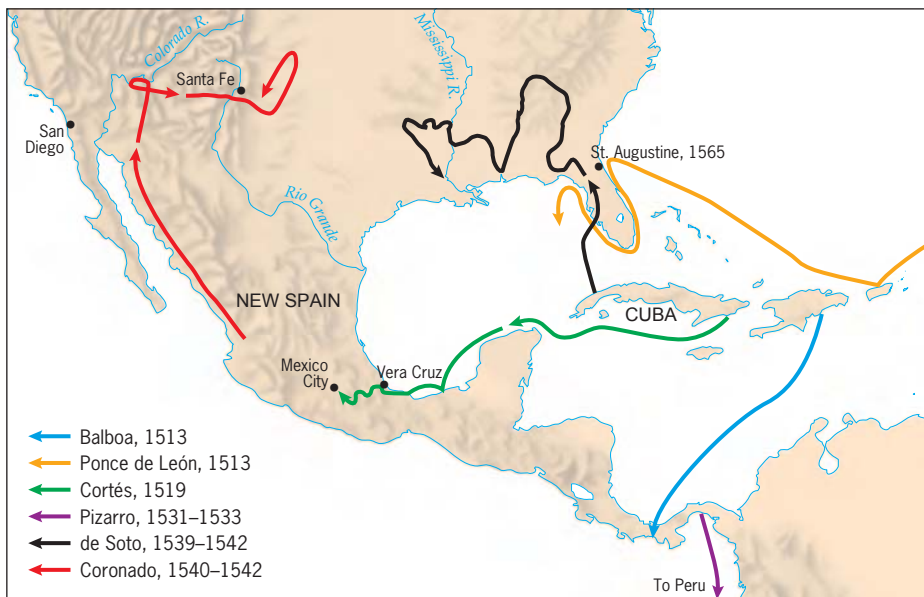 Colorado R.
Mississippi R.
Santa Fe
San
Diego
St. Augustine, 1565
Rio Grande
NEW SPAIN
CUBA
Mexico
City
Vera Cruz
Balboa, 1513
Ponce de León, 1513
Cortés, 1519
Pizarro, 1531–1533
de Soto, 1539–1542
Coronado, 1540–1542
To Peru